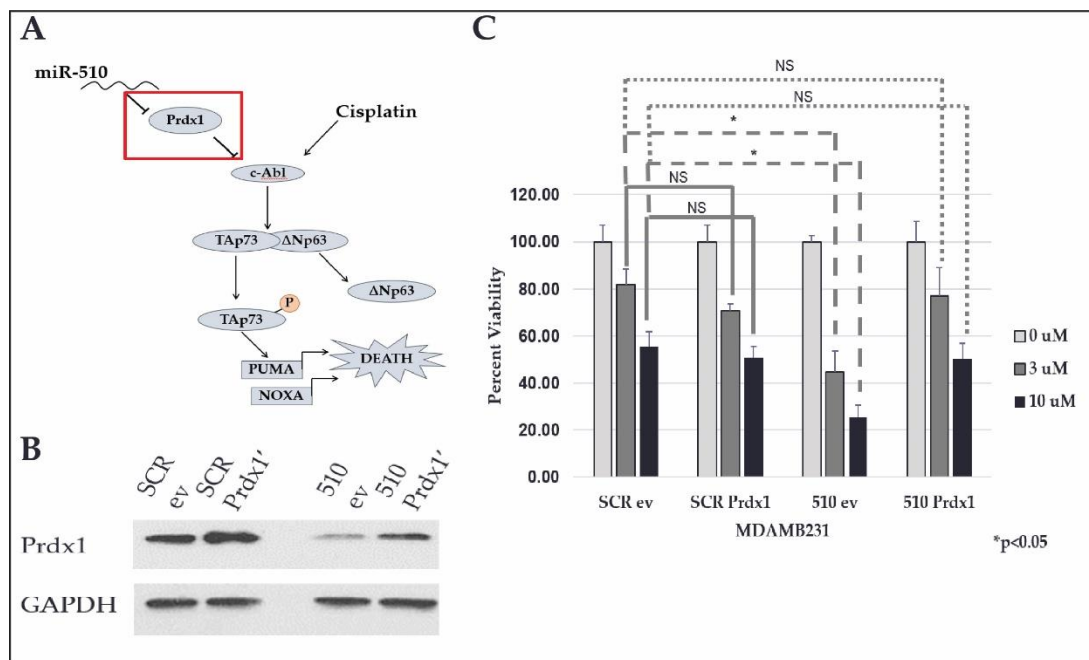 A
miR-510
Prdx1
Cisplatin
c-Abl
TAp73 ΔNp63
ΔNp63
P
TAp73
PUMA
NOXA
DEATH
B
SCR ev
SCR Prdx1′
510 ev
510 Prdx1′
Prdx1
GAPDH
C
NS
NS
*
*
NS
NS
Percent Viability
120.00
100.00
80.00
60.00
40.00
20.00
0.00
SCR ev SCR Prdx1 510 ev 510 Prdx1
MDAMB231
0 uM
3 uM
10 uM
*p<0.05